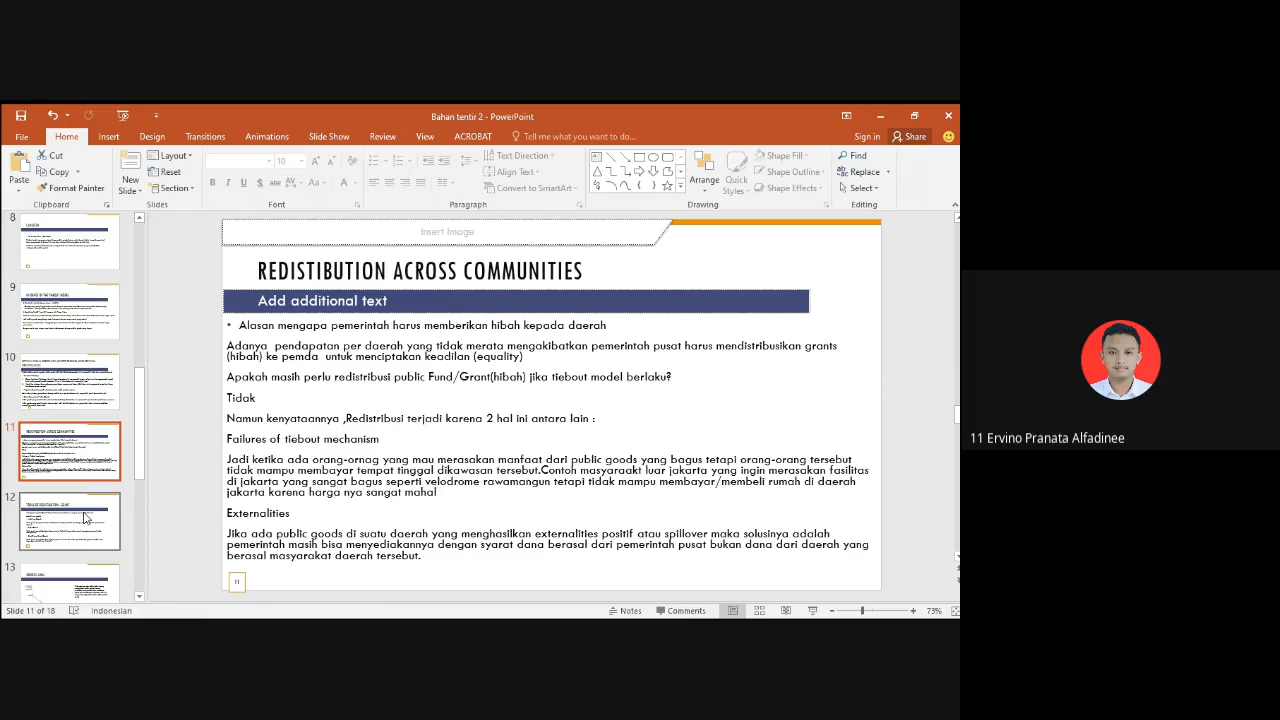 Bahan tentir 2 - PowerPoint
File
Home
Insert
Design
Transitions
Animations
Slide Show
Review
View
ACROBAT
Tell me what you want to do...
Sign in
Share
Paste
Cut
Copy
Format Painter
Clipboard
New
Slide
Layout
Reset
Section
Slides
10
Font
Text Direction
Align Text
Convert to SmartArt
Paragraph
Arrange
Quick
Styles
Shape Fill
Shape Outline
Shape Effects
Drawing
Find
Replace
Select
Editing
8
9
10
11
12
13
Insert Image
REDISTIBUTION ACROSS COMMUNITIES
Add additional text
• Alasan mengapa pemerintah harus memberikan hibah kepada daerah
Adanya pendapatan per daerah yang tidak merata mengakibatkan pemerintah pusat harus mendistribusikan grants
(hibah) ke pemda untuk menciptakan keadilan (equality)
Apakah masih perlu redistribusi public Fund/Grant(hibah) jika tiebout model berlaku?
Tidak
Namun kenyataannya ,Redistribusi terjadi karena 2 hal ini antara lain :
Failures of tiebout mechanism
Jadi ketika ada orang-ornag yang mau merasakan manfaat dari public goods yang bagus tetapi orang-orang tersebut
tidak mampu membayar tempat tinggal dikawasan tersebut.Contoh masyaraakt luar jakarta yang ingin merasakan fasilitas
di jakarta yang sangat bagus seperti velodrome rawamangun tetapi tidak mampu membayar/membeli rumah di daerah
jakarta karena harga nya sangat mahal
Externalities
Jika ada public goods di suatu daerah yang menghasilkan externalities positif atau spillover maka solusinya adalah
pemerintah masih bisa menyediakannya dengan syarat dana berasal dari pemerintah pusat bukan dana dari daerah yang
berasal masyarakat daerah tersebut.
11
Slide 11 of 18
Indonesian
Notes
Comments
73%
11 Ervino Pranata Alfadinee